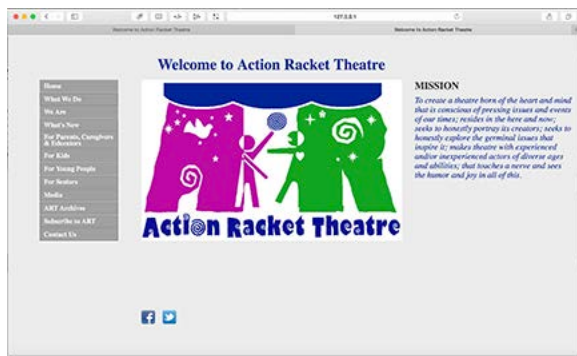 127.0.0.1
Welcome to Action Racket Theatre
Welcome to Action Racket Theatre
Welcome to Action Racket Theatre
Home
What We Do
We Are
What's New
For Parents, Caregivers
& Educators
For Kids
For Young People
For Seniors
Media
ART Archives
Subscribe to ART
Contact Us
Action Racket Theatre
MISSION
To create a theatre born of the heart and mind
that is conscious of pressing issues and events
of our times; resides in the here and now;
seeks to honestly portray its creators; seeks to
honestly explore the germinal issues that
inspire it; makes theatre with experienced
and/or inexperienced actors of diverse ages
and abilities; that touches a nerve and sees
the humor and joy in all of this.